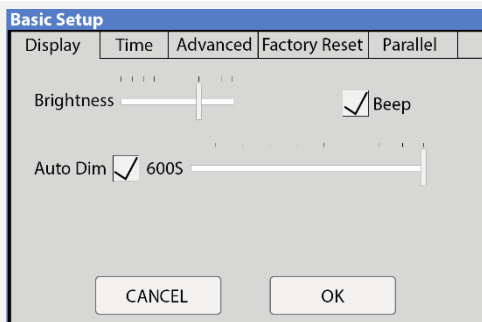 Basic Setup
Display Time Advanced Factory Reset Parallel
Brightness Beep
Auto Dim 600S
CANCEL OK